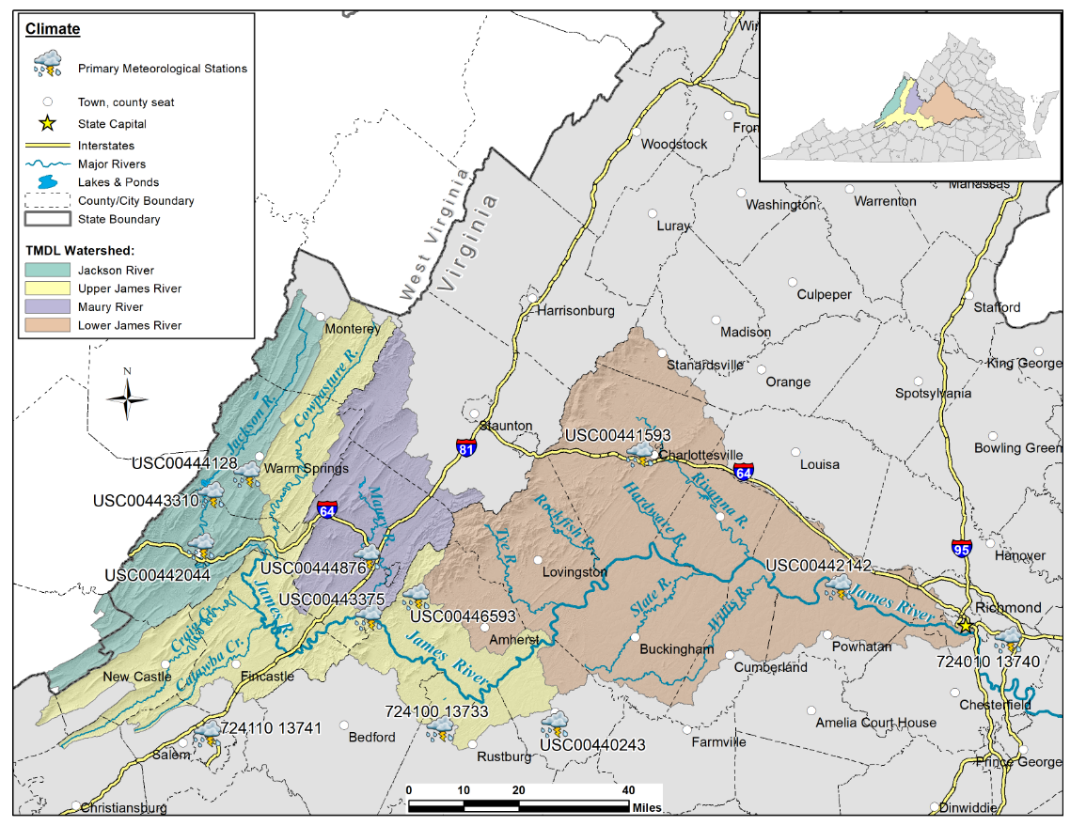 Climate
Primary Meteorological Stations
Town, county seat
State Capital
Interstates
Major Rivers
Lakes & Ponds
County/City Boundary
State Boundary
TMDL Watershed:
Jackson River
Upper James River
Maury River
Lower James River
Win
Woodstock
Fron
Manassas
Washington
Warrenton
Luray
West Virginia
Virginia
Culpeper
Harrisonburg
Stafford
Monterey
Madison
Stanardsville
King George
Orange
Spotsylvania
N
Cowpasture R.
Jackson R.
Staunton
81
USC00441593
Charlottesville
Bowling Green
USC00444128
Warm Springs
64
Louisa
USC00443310
64
Maury R.
Rockfish R.
Hardware R.
Rivanna R.
Tye R.
95
Hanover
USC00442044
USC00444876
Lovingston
USC00442142
James R.
USC00443375
Slate R.
Willis R.
James River
Richmond
USC00446593
Craig Ck.
Amherst
Buckingham
Powhatan
Catawba Cr.
James River
Cumberland
724010 13740
New Castle
Fincastle
Chesterfield
724100 13733
724110 13741
Bedford
Amelia Court House
Salem
Rustburg
USC00440243
Farmville
Prince George
0 10 20 40
Miles
Christiansburg
Dinwiddie